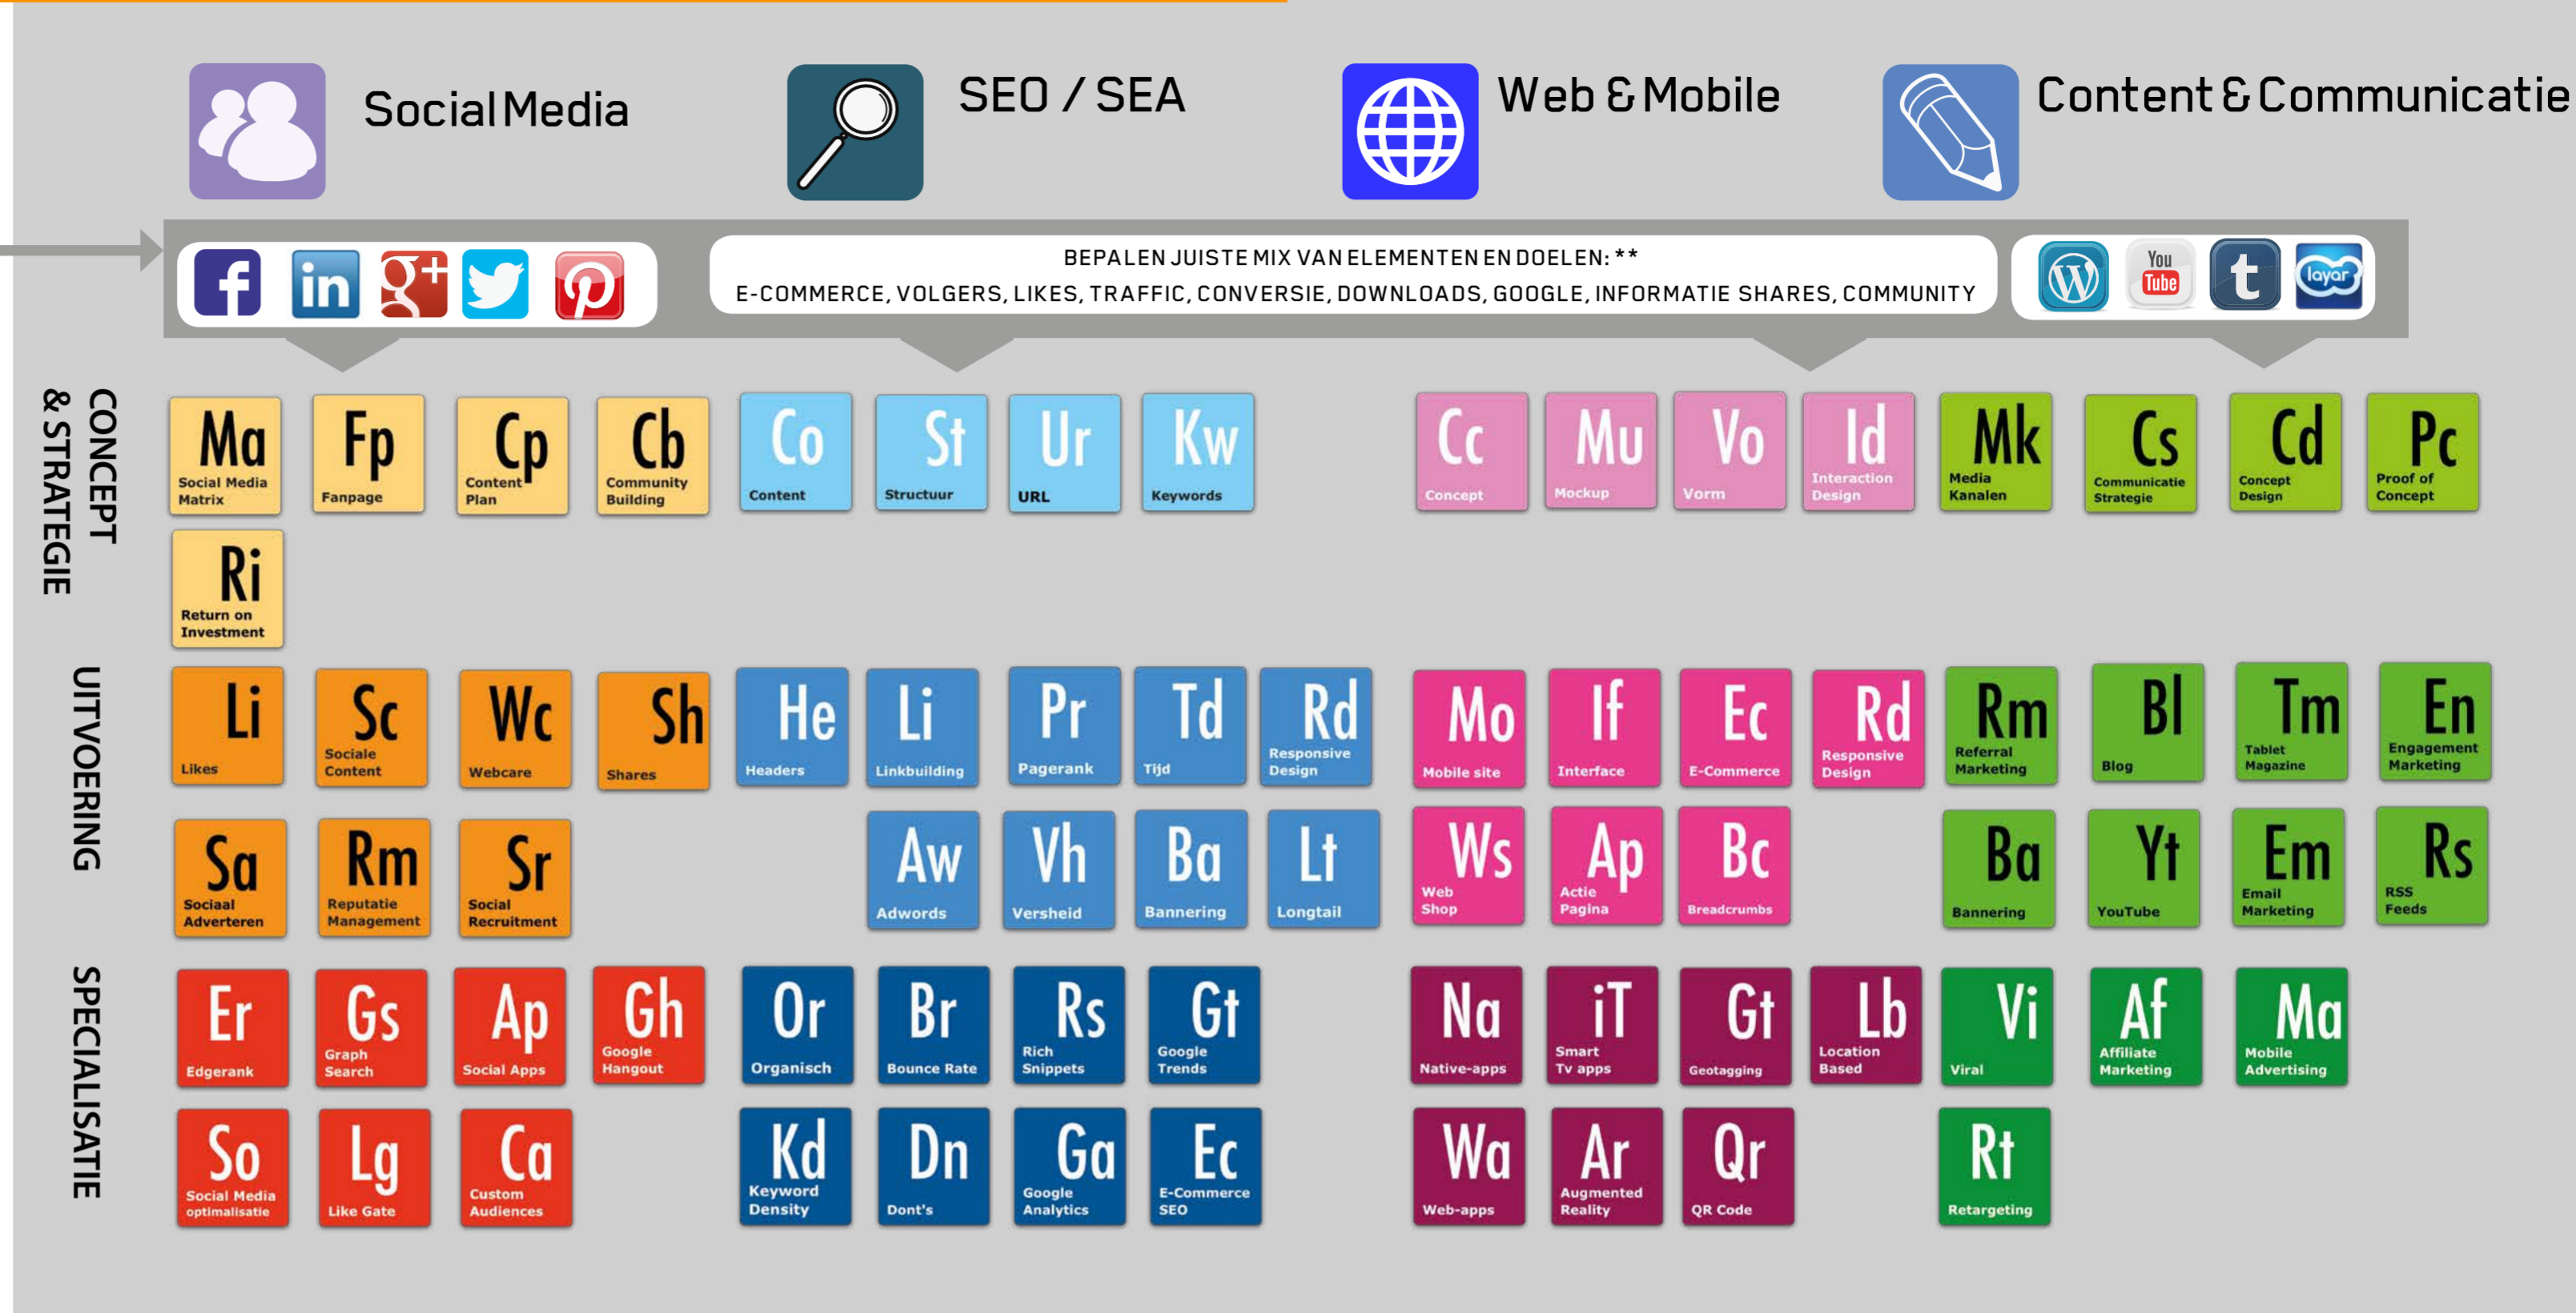 Social Media
SEO / SEA
Web & Mobile
Content & Communicatie
f
in
g+
BEPALEN JUISTE MIX VAN ELEMENTEN EN DOELEN: **
E-COMMERCE, VOLGERS, LIKES, TRAFFIC, CONVERSIE, DOWNLOADS, GOOGLE, INFORMATIE SHARES, COMMUNITY
W
You
Tube
t
layar
CONCEPT
& STRATEGIE
Ma
Social Media
Matrix
Fp
Fanpage
Cp
Content
Plan
Cb
Community
Building
Co
Content
St
Structuur
Ur
URL
Kw
Keywords
Cc
Concept
Mu
Mockup
Vo
Vorm
Id
Interaction
Design
Mk
Media
Kanalen
Cs
Communicatie
Strategie
Cd
Concept
Design
Pc
Proof of
Concept
Ri
Return on
Investment
UITVOERING
Li
Likes
Sc
Sociale
Content
Wc
Webcare
Sh
Shares
He
Headers
Li
Linkbuilding
Pr
Pagerank
Td
Tijd
Rd
Responsive
Design
Mo
Mobile site
If
Interface
Ec
E-Commerce
Rd
Responsive
Design
Rm
Referral
Marketing
Bl
Blog
Tm
Tablet
Magazine
En
Engagement
Marketing
Sa
Sociaal
Adverteren
Rm
Reputatie
Management
Sr
Social
Recruitment
Aw
Adwords
Vh
Versheid
Ba
Bannering
Lt
Longtail
Ws
Web
Shop
Ap
Actie
Pagina
Bc
Breadcrumbs
Ba
Bannering
Yt
YouTube
Em
Email
Marketing
Rs
RSS
Feeds
SPECIALISATIE
Er
Edgerank
Gs
Graph
Search
Ap
Social Apps
Gh
Google
Hangout
Or
Organisch
Br
Bounce Rate
Rs
Rich
Snippets
Gt
Google
Trends
Na
Native-apps
iT
Smart
Tv apps
Gt
Geotagging
Lb
Location
Based
Vi
Viral
Af
Affiliate
Marketing
Ma
Mobile
Advertising
So
Social Media
optimalisatie
Lg
Like Gate
Ca
Custom
Audiences
Kd
Keyword
Density
Dn
Dont's
Ga
Google
Analytics
Ec
E-Commerce
SEO
Wa
Web-apps
Ar
Augmented
Reality
Qr
QR Code
Rt
Retargeting